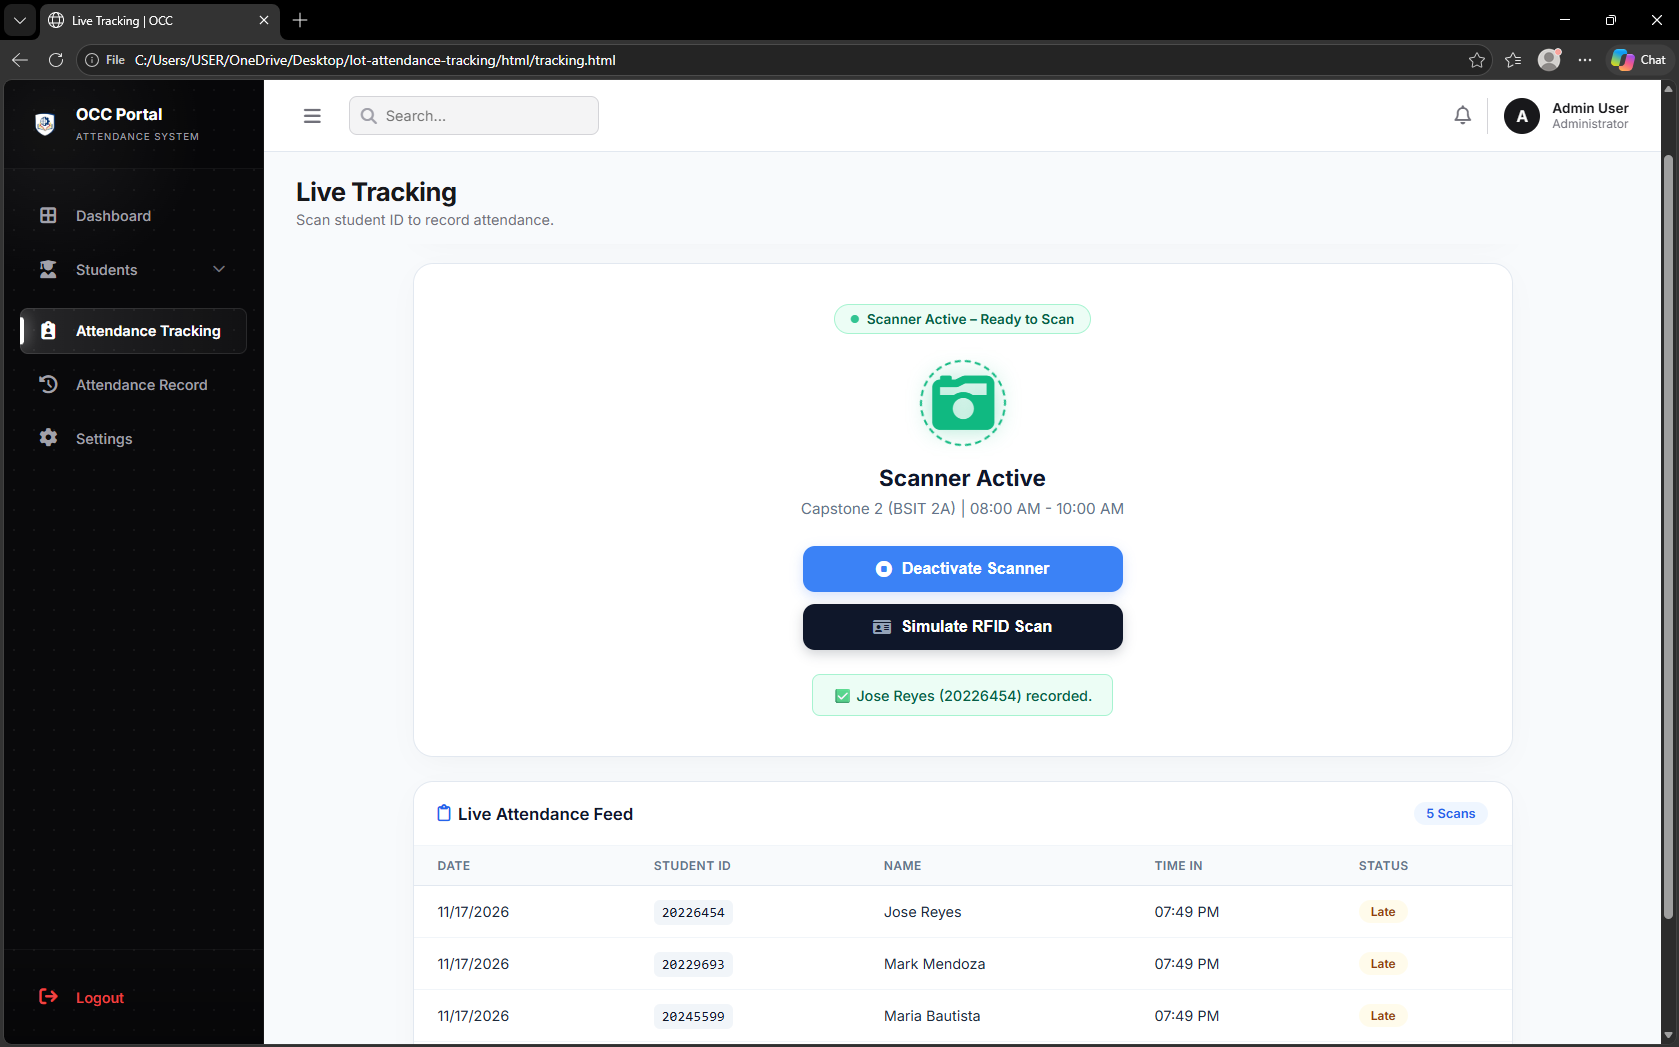 Live Tracking | OCC
File C:/Users/USER/OneDrive/Desktop/Iot-attendance-tracking/html/tracking.html
Chat
OCC Portal
ATTENDANCE SYSTEM
Dashboard
Students
Attendance Tracking
Attendance Record
Settings
Logout
Search...
A
Admin User
Administrator
Live Tracking
Scan student ID to record attendance.
Scanner Active – Ready to Scan
Scanner Active
Capstone 2 (BSIT 2A) | 08:00 AM - 10:00 AM
Deactivate Scanner
Simulate RFID Scan
✅ Jose Reyes (20226454) recorded.
Live Attendance Feed
5 Scans
DATE STUDENT ID NAME TIME IN STATUS
11/17/2026 20226454 Jose Reyes 07:49 PM Late
11/17/2026 20229693 Mark Mendoza 07:49 PM Late
11/17/2026 20245599 Maria Bautista 07:49 PM Late